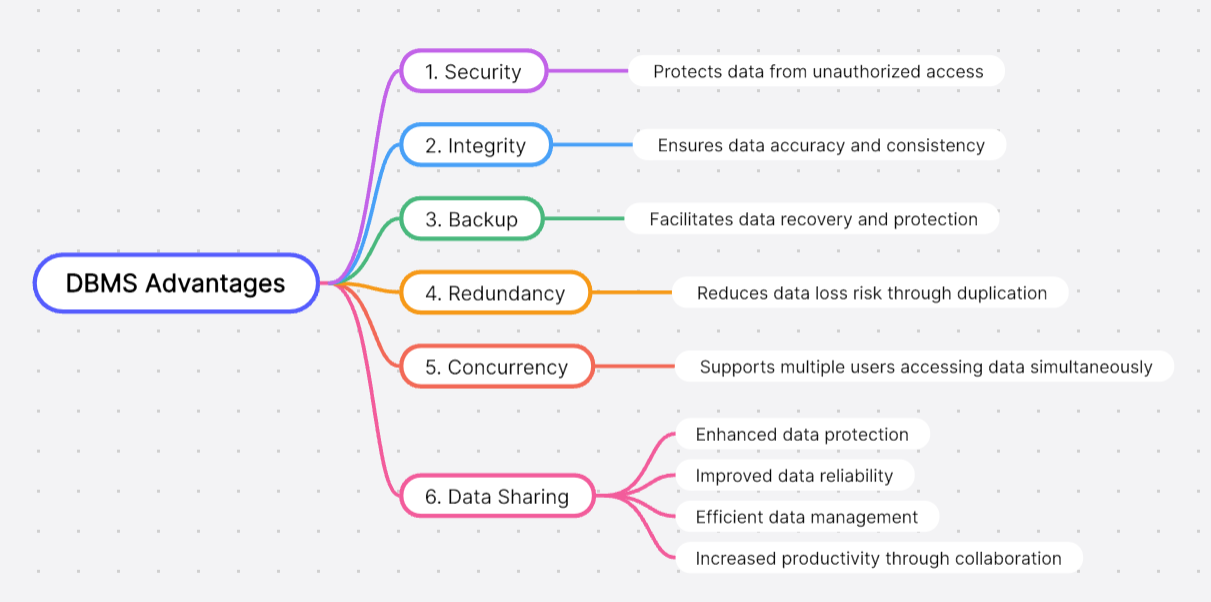 DBMS Advantages
1. Security
Protects data from unauthorized access
2. Integrity
Ensures data accuracy and consistency
3. Backup
Facilitates data recovery and protection
4. Redundancy
Reduces data loss risk through duplication
5. Concurrency
Supports multiple users accessing data simultaneously
6. Data Sharing
Enhanced data protection
Improved data reliability
Efficient data management
Increased productivity through collaboration